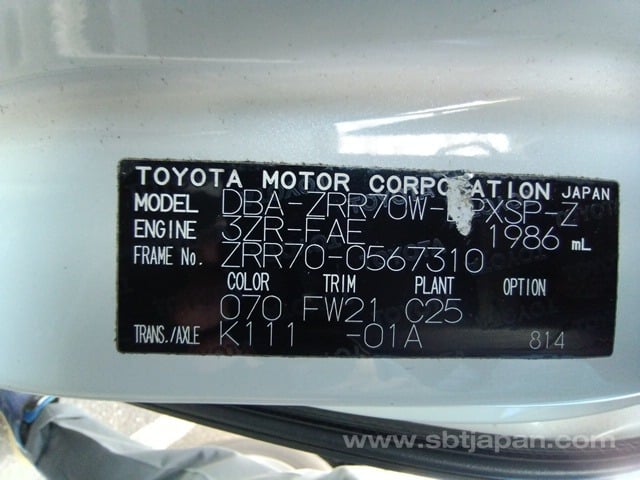 TOYOTA MOTOR CORPORATION JAPAN
MODEL DBA-ZRR70W- PXSP-Z
ENGINE 3ZR-FAE 1986 mL
FRAME No. ZRR70-0567310
COLOR TRIM PLANT OPTION
070 FW21 C25
TRANS./AXLE K111 -01A 814
www.sbtjapan.com